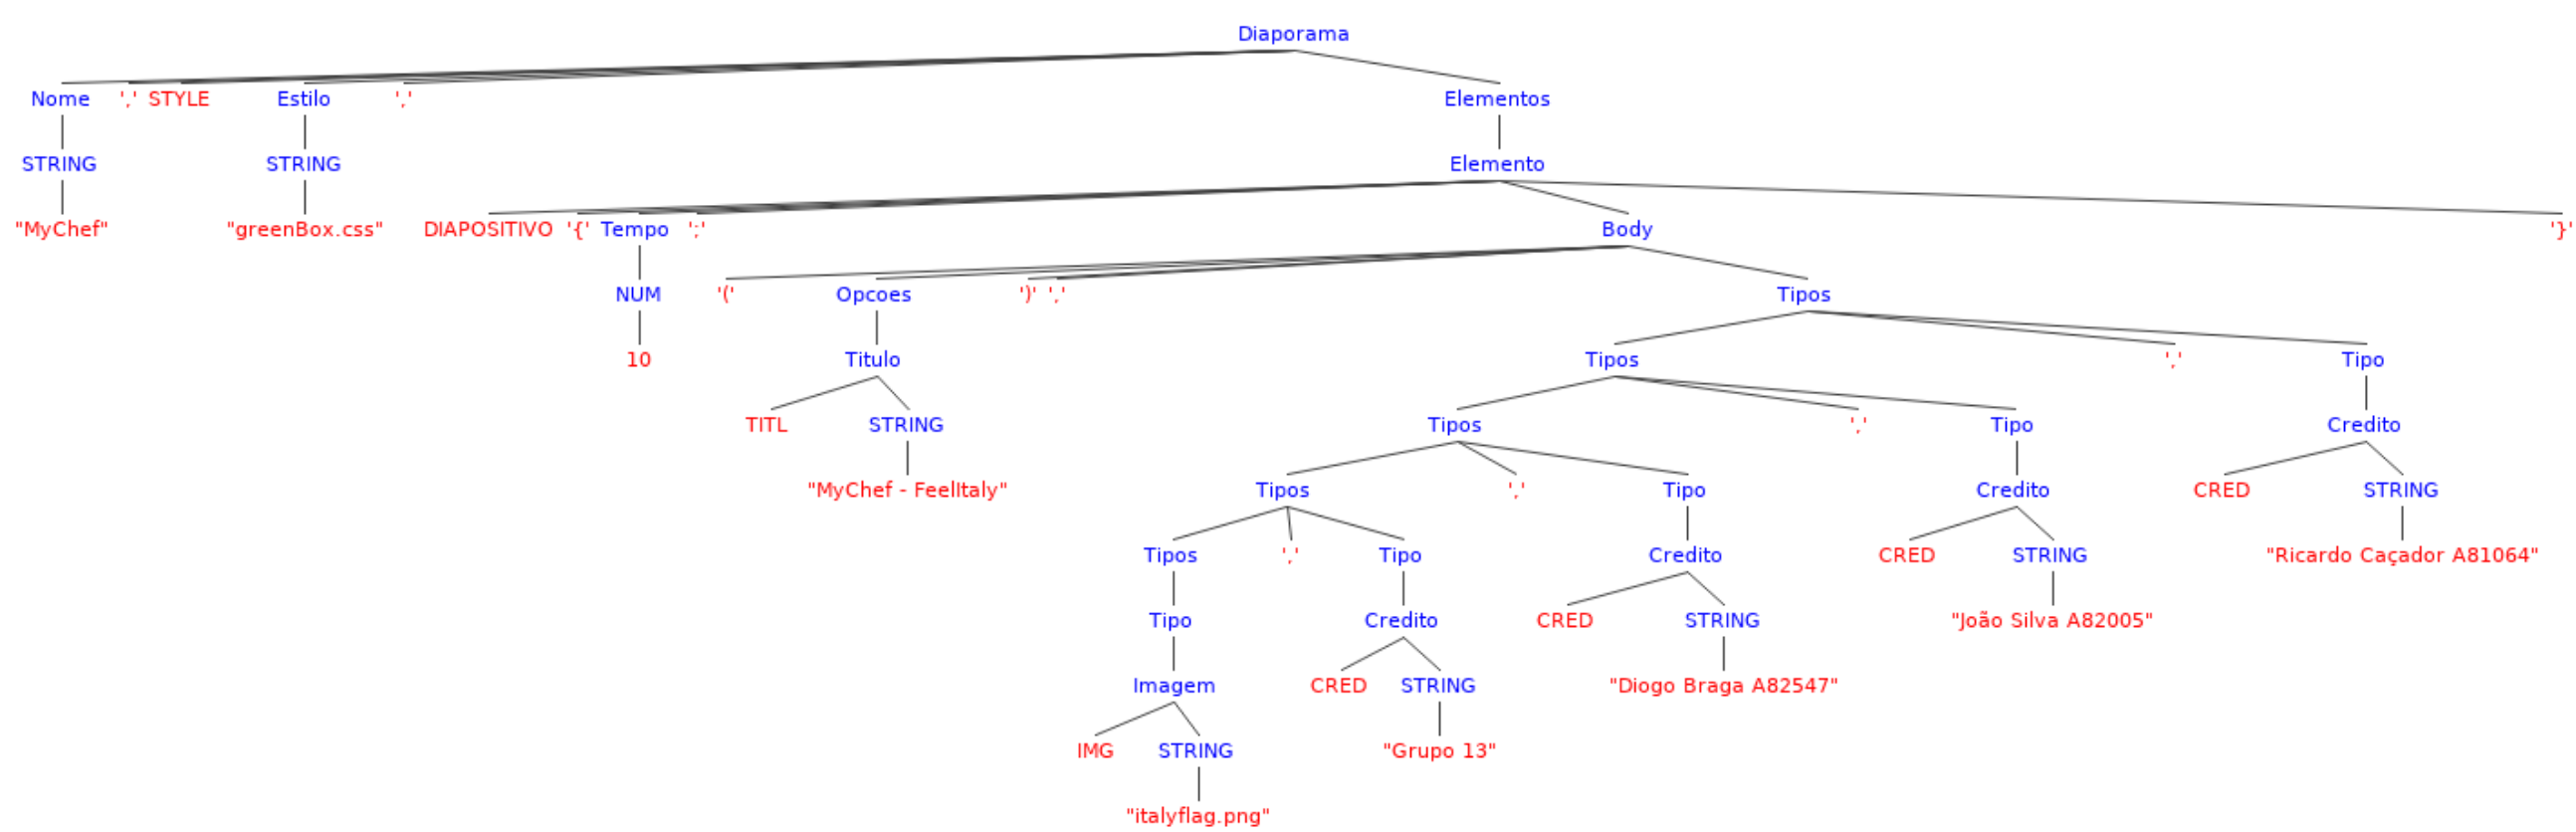 Diaporama
Nome ',' STYLE Estilo ',' Elementos
STRING STRING Elemento
"MyChef" "greenBox.css" DIAPOSITIVO '{' Tempo ';' Body '}'
NUM '(' Opcoes ')' ',' Tipos
10 Titulo Tipos ',' Tipo
TITL STRING Tipos ',' Tipo Credito
"MyChef - FeelItaly" Tipos ',' Tipo Credito CRED STRING
Tipos ',' Tipo Credito CRED STRING "Ricardo Caçador A81064"
Tipo Credito CRED STRING "João Silva A82005"
Imagem CRED STRING "Diogo Braga A82547"
IMG STRING "Grupo 13"
"italyflag.png"